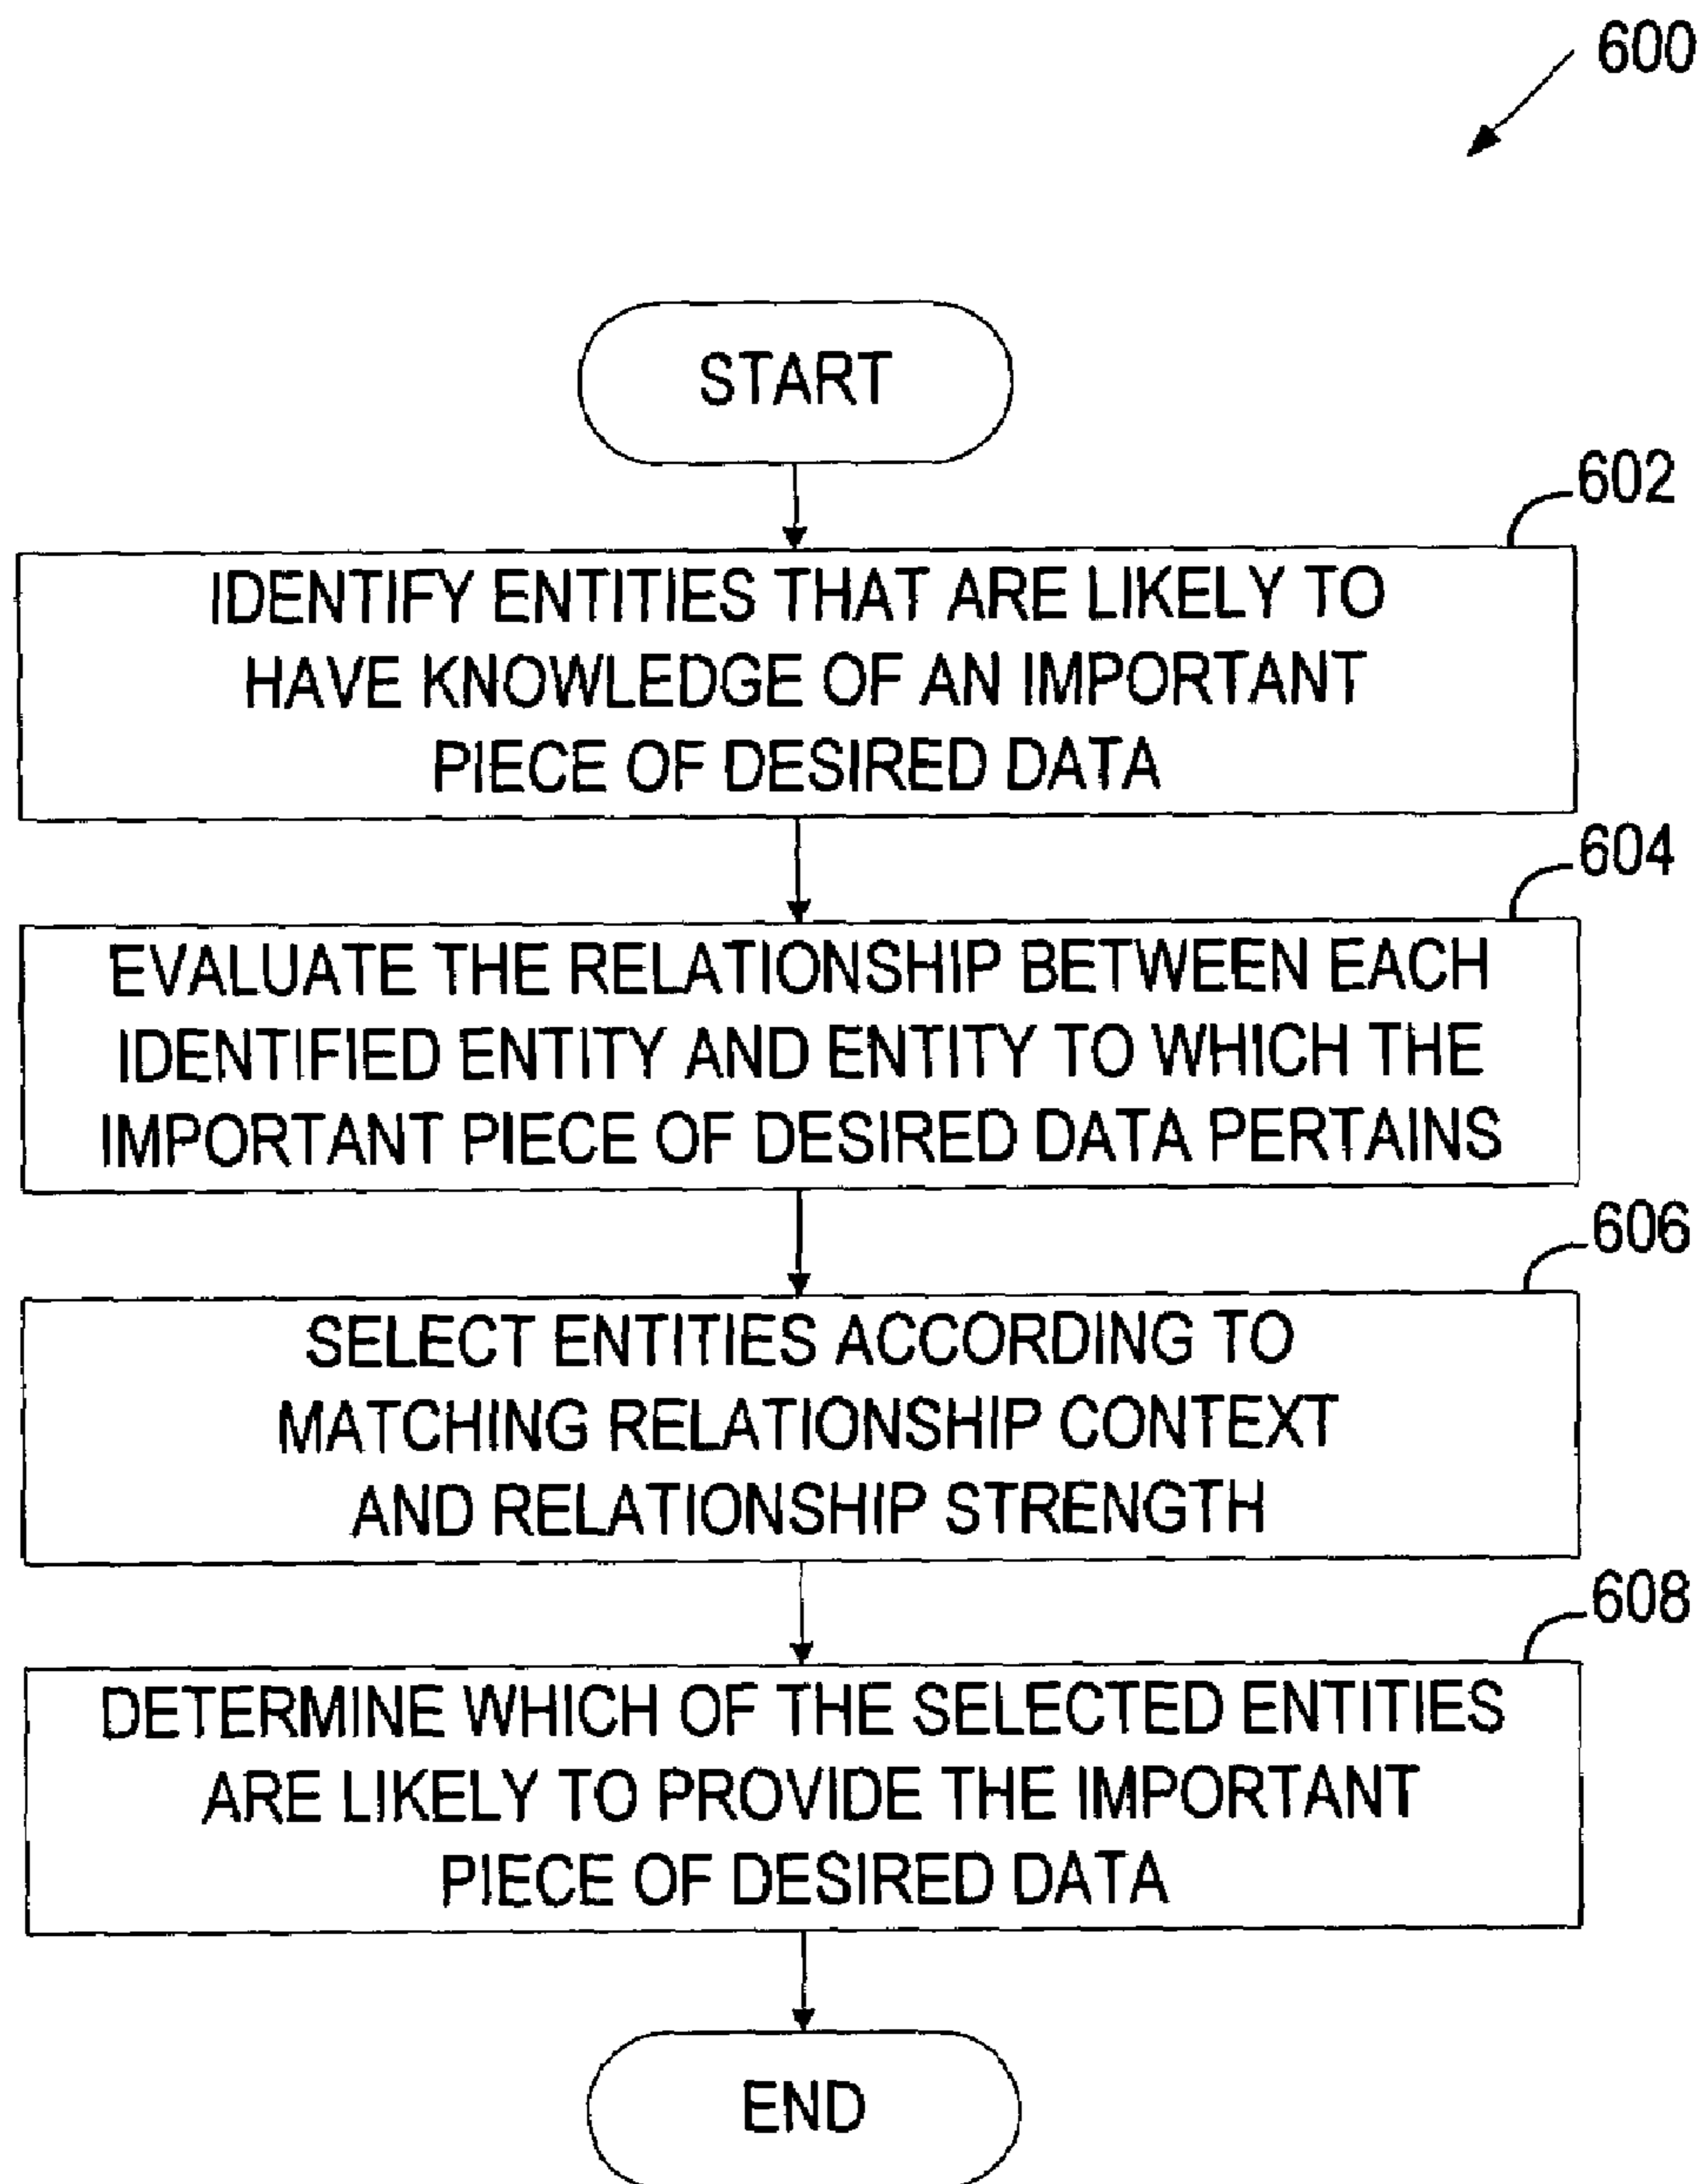 600
START
602
IDENTIFY ENTITIES THAT ARE LIKELY TO
HAVE KNOWLEDGE OF AN IMPORTANT
PIECE OF DESIRED DATA
604
EVALUATE THE RELATIONSHIP BETWEEN EACH
IDENTIFIED ENTITY AND ENTITY TO WHICH THE
IMPORTANT PIECE OF DESIRED DATA PERTAINS
606
SELECT ENTITIES ACCORDING TO
MATCHING RELATIONSHIP CONTEXT
AND RELATIONSHIP STRENGTH
608
DETERMINE WHICH OF THE SELECTED ENTITIES
ARE LIKELY TO PROVIDE THE IMPORTANT
PIECE OF DESIRED DATA
END